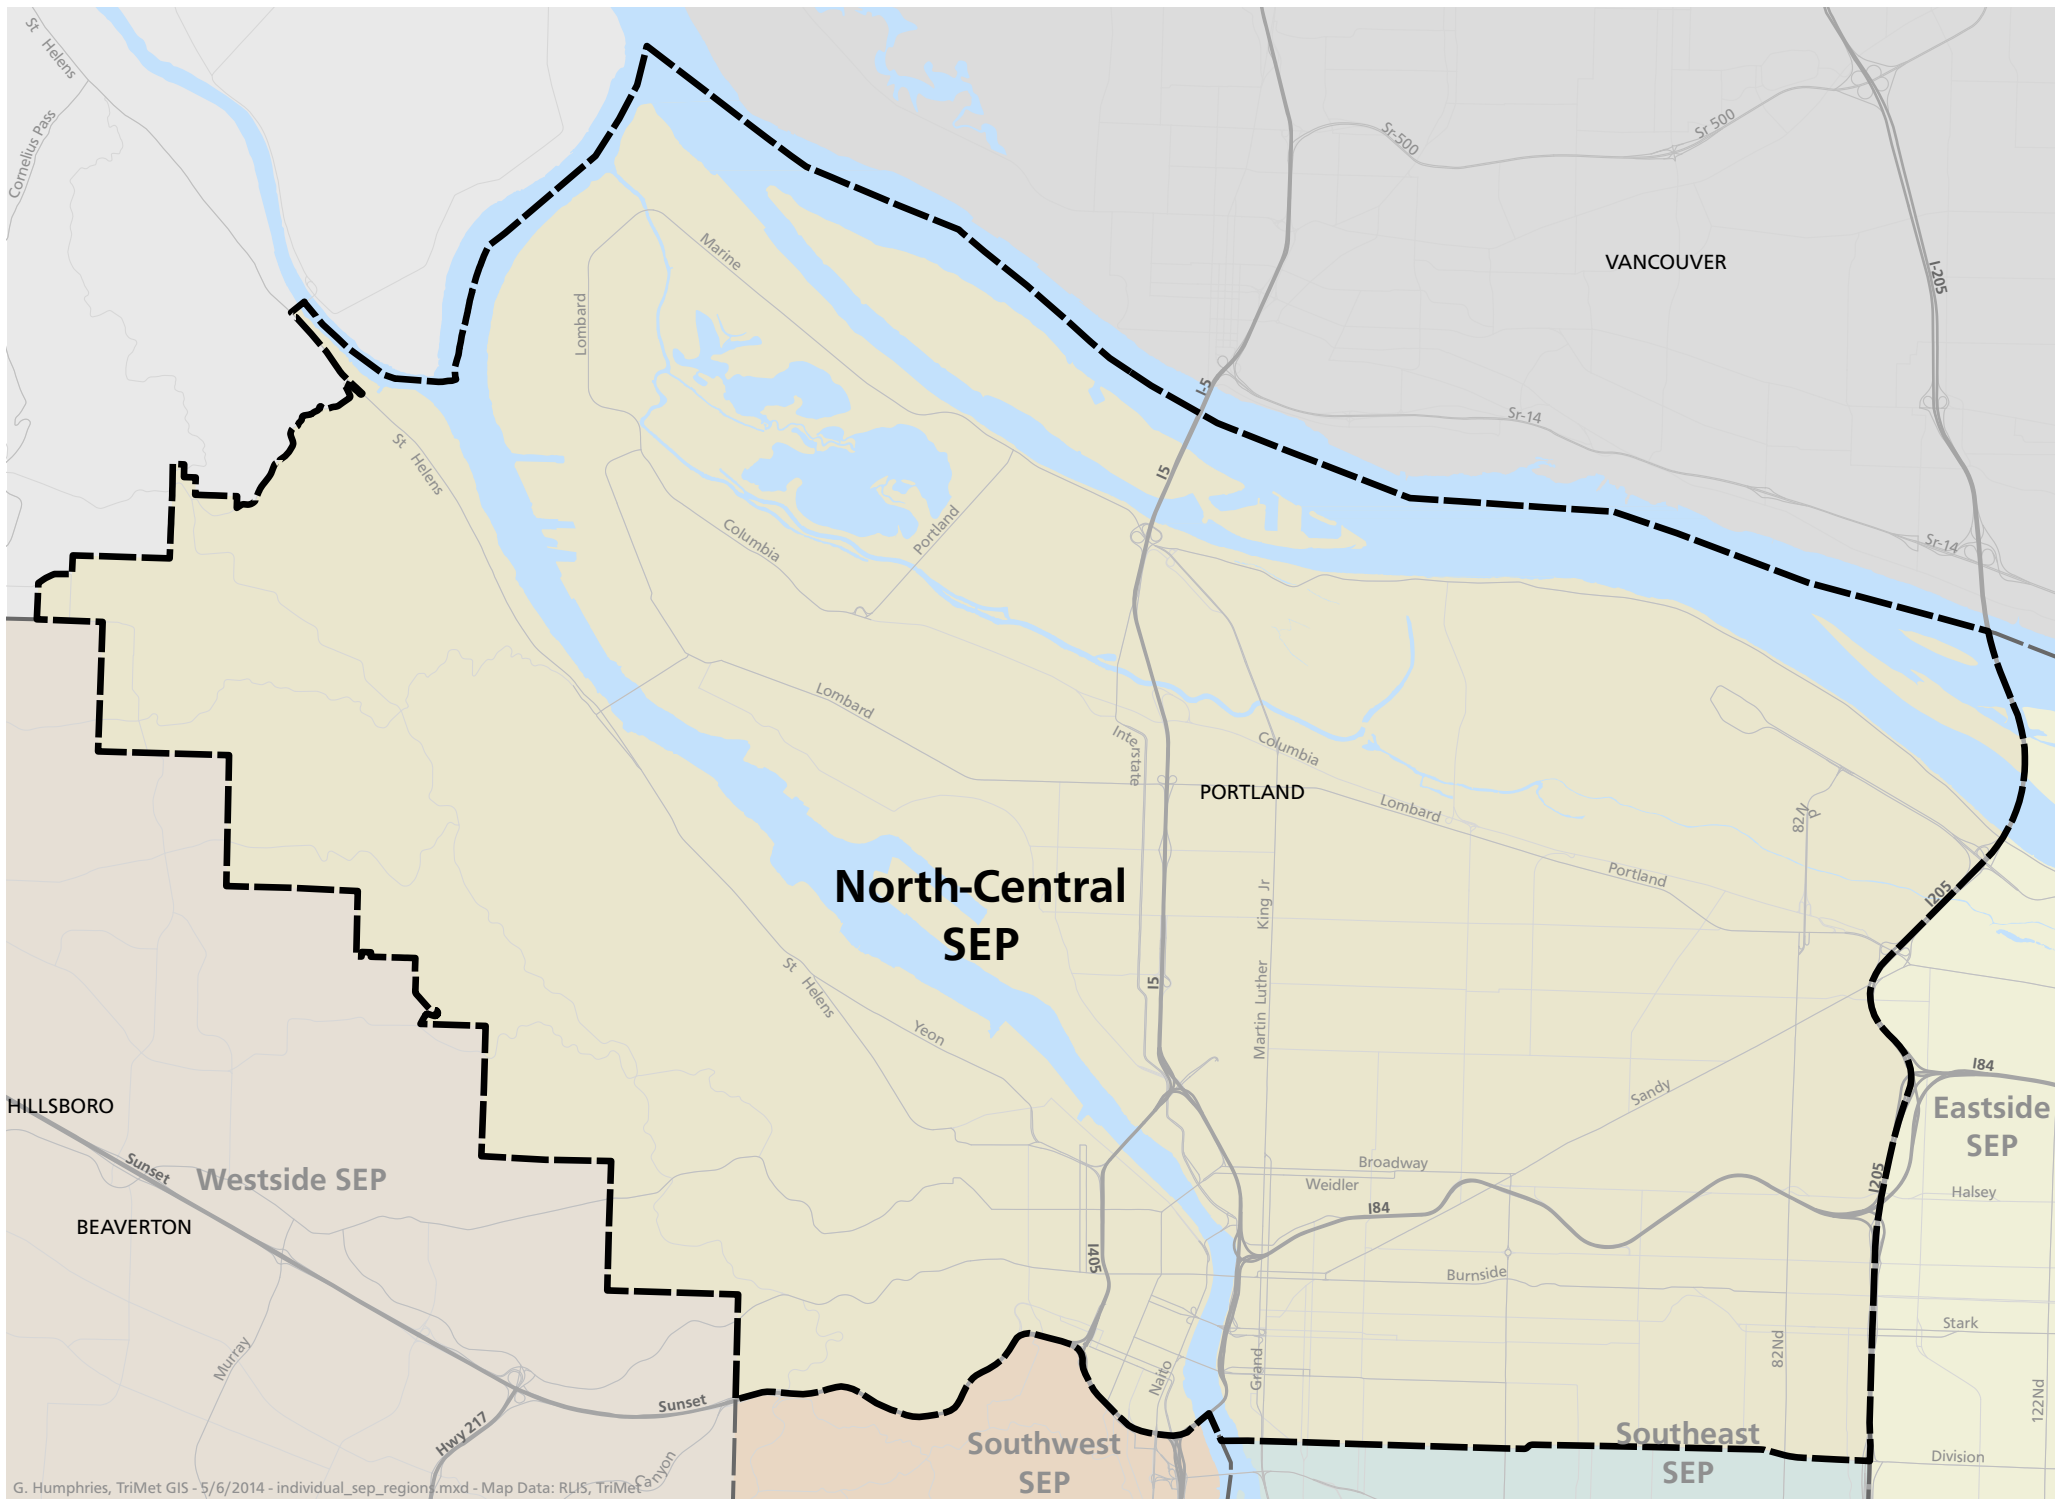 St Helens
Cornelius Pass
Sr-500
Sr 500
VANCOUVER
I-205
Marine
Lombard
I-5
Sr-14
St Helens
I5
Columbia
Portland
Sr-14
Lombard
Interstate
Columbia
PORTLAND
Lombard
82Nd
Portland
North-Central
SEP
I205
Martin Luther King Jr
St Helens
I5
Yeon
I84
Sandy
HILLSBORO
Eastside
SEP
Sunset
Westside SEP
Broadway
Weidler
I205
Halsey
I84
BEAVERTON
I405
Burnside
Stark
Murray
Naito
Grand
82Nd
122Nd
Sunset
Hwy 217
Southwest
SEP
Southeast
SEP
Division
Canyon
G. Humphries, TriMet GIS - 5/6/2014 - individual_sep_regions.mxd - Map Data: RLIS, TriMet